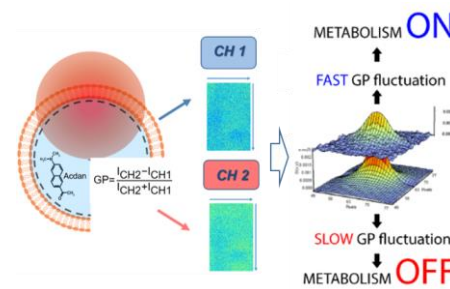 METABOLISM ON
FAST GP fluctuation
CH 1
Acdan
GP=ICH2-ICH1
ICH2+ICH1
CH 2
SLOW GP fluctuation
METABOLISM OFF